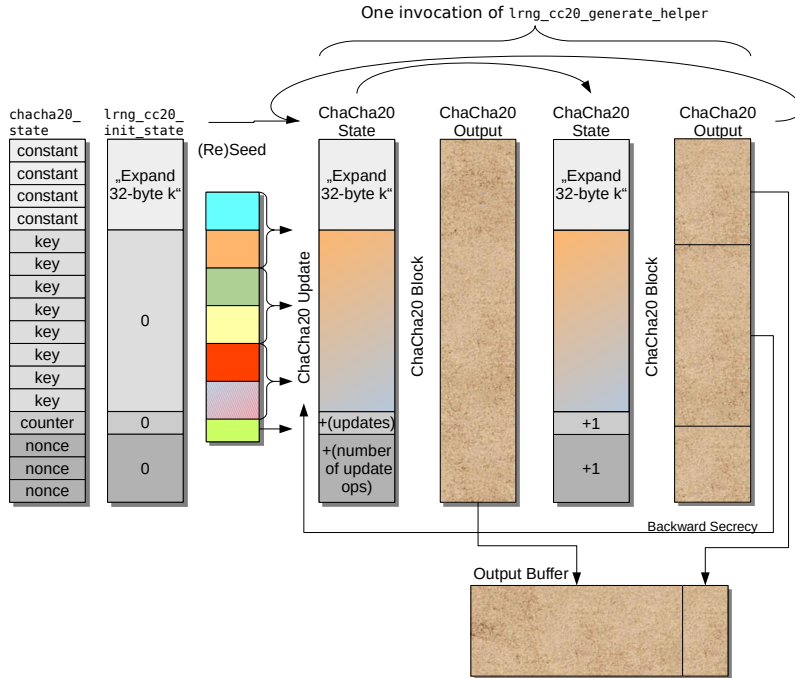 One invocation of lrng_cc20_generate_helper
chacha20_
state
lrng_cc20_
init_state
ChaCha20
State
ChaCha20
Output
ChaCha20
State
ChaCha20
Output
(Re)Seed
constant
constant
constant
constant
key
key
key
key
key
key
key
key
counter
nonce
nonce
nonce
„Expand
32-byte k“
0
0
0
ChaCha20 Update
„Expand
32-byte k“
+(updates)
+(number
of update
ops)
ChaCha20 Block
„Expand
32-byte k“
+1
+1
ChaCha20 Block
Backward Secrecy
Output Buffer